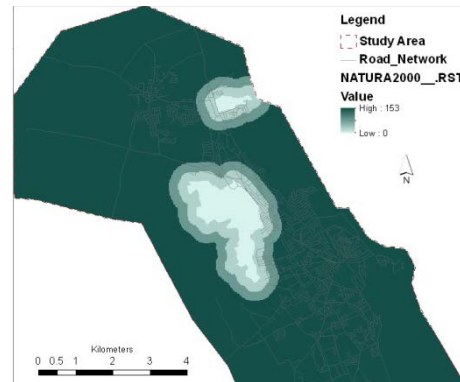 Legend
Study Area
Road_Network
NATURA2000__.RST
Value
High : 153
Low : 0
N
Kilometers
0 0.5 1 2 3 4